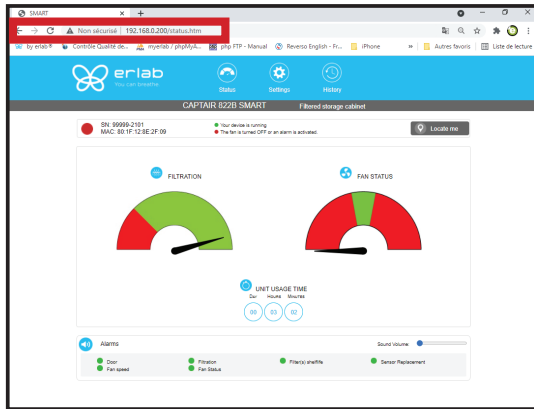 SMART
Non sécurisé | 192.168.0.200/status.htm
by erlab® Contrôle Qualité de... myerlab / phpMyA... php FTP - Manual Reverso English - Fr... iPhone » Autres favoris Liste de lecture
erlab
You can breathe.
Status Settings History
CAPTAIR 822B SMART Filtered storage cabinet
SN: 99999-2101
MAC: 80:1F:12:8E:2F:09
Your device is running
The fan is turned OFF or an alarm is activated.
Locate me
FILTRATION
FAN STATUS
UNIT USAGE TIME
Day Hours Minutes
00 03 02
Alarms Sound Volume:
Door Filtration Filter(s) shelflife Sensor Replacement
Fan speed Fan Status